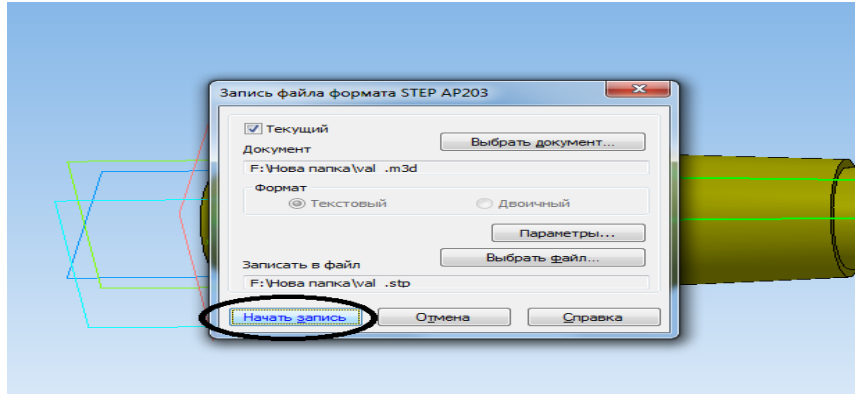 Запись файла формата STEP AP203
Текущий
Документ
Выбрать документ...
F:\Нова папка\val .m3d
Формат
Текстовый Двоичный
Параметры...
Записать в файл
Выбрать файл...
F:\Нова папка\val .stp
Начать запись Отмена Справка